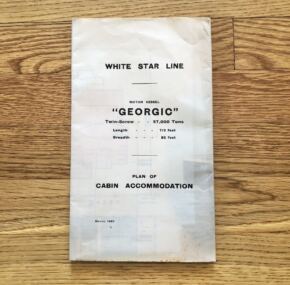 WHITE STAR LINE
MOTOR VESSEL
"GEORGIC"
Twin-Screw - - 27,000 Tons
Length - - - 712 feet
Breadth - - - 82 feet
PLAN OF
CABIN ACCOMMODATION